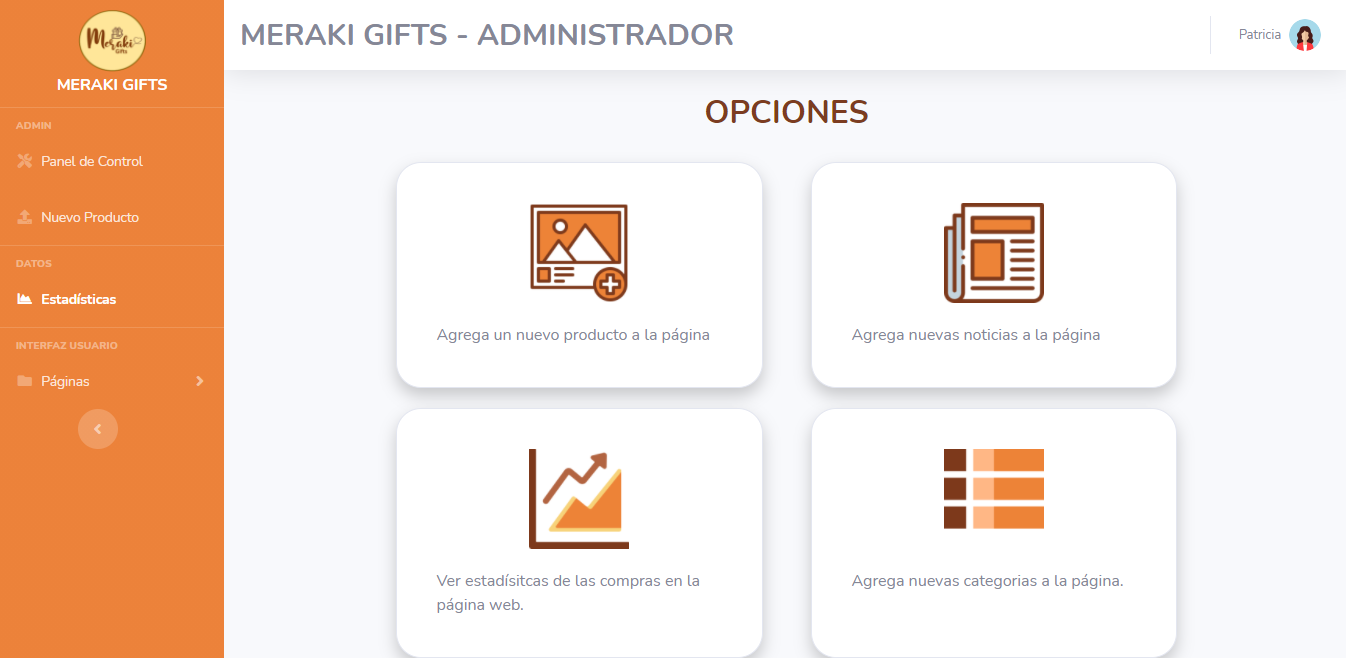 Meraki
Gifts
MERAKI GIFTS
ADMIN
Panel de Control
Nuevo Producto
DATOS
Estadísticas
INTERFAZ USUARIO
Páginas
MERAKI GIFTS - ADMINISTRADOR
Patricia
OPCIONES
Agrega un nuevo producto a la página
Agrega nuevas noticias a la página
Ver estadísitcas de las compras en la
página web.
Agrega nuevas categorias a la página.